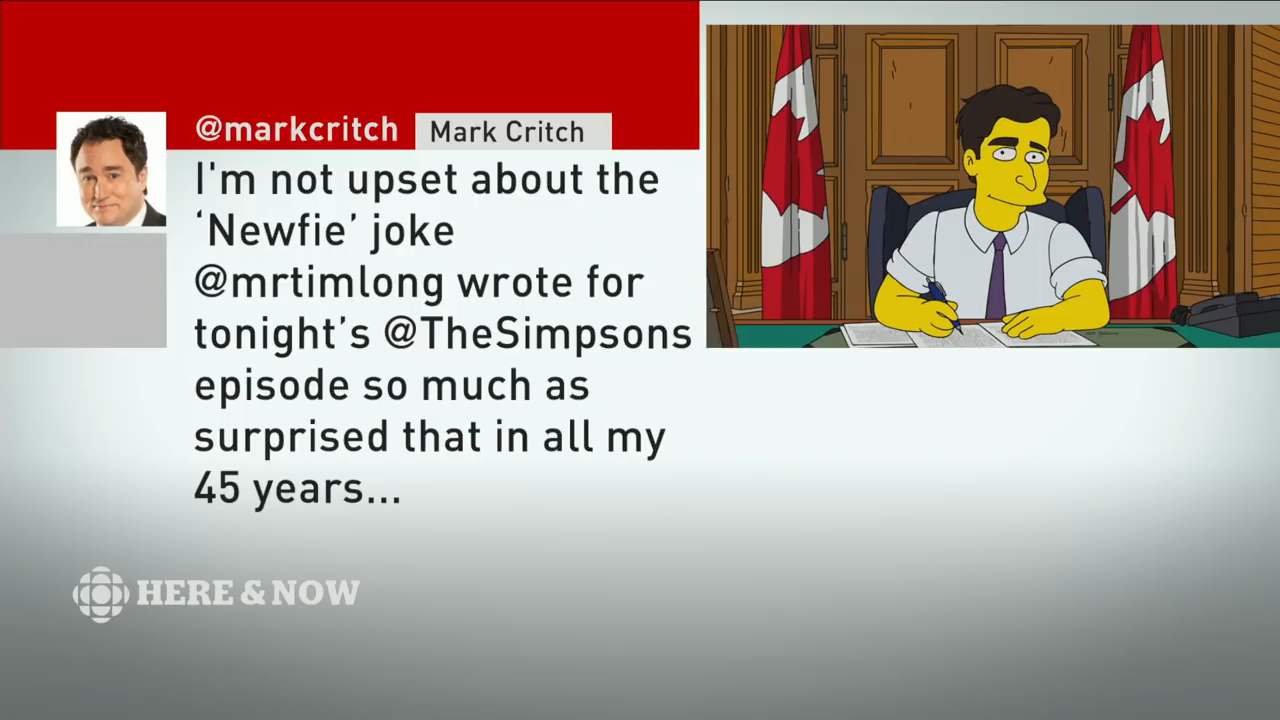 @markcritch Mark Critch
I'm not upset about the
‘Newfie’ joke
@mrtimlong wrote for
tonight’s @TheSimpsons
episode so much as
surprised that in all my
45 years...
HERE & NOW